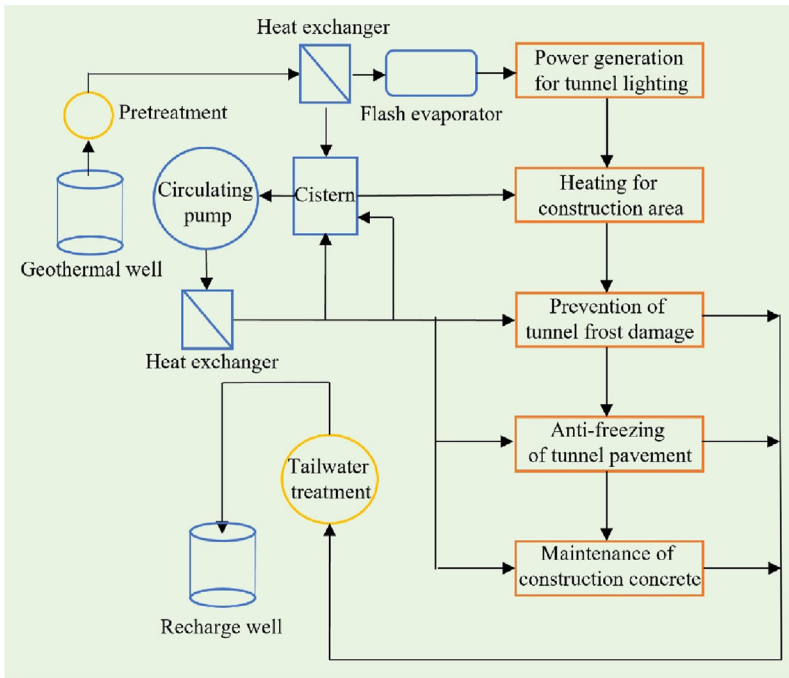 Heat exchanger
Power generation
for tunnel lighting
Pretreatment
Flash evaporator
Circulating
pump
Cistern
Heating for
construction area
Geothermal well
Prevention of
tunnel frost damage
Heat exchanger
Anti-freezing
of tunnel pavement
Tailwater
treatment
Maintenance of
construction concrete
Recharge well